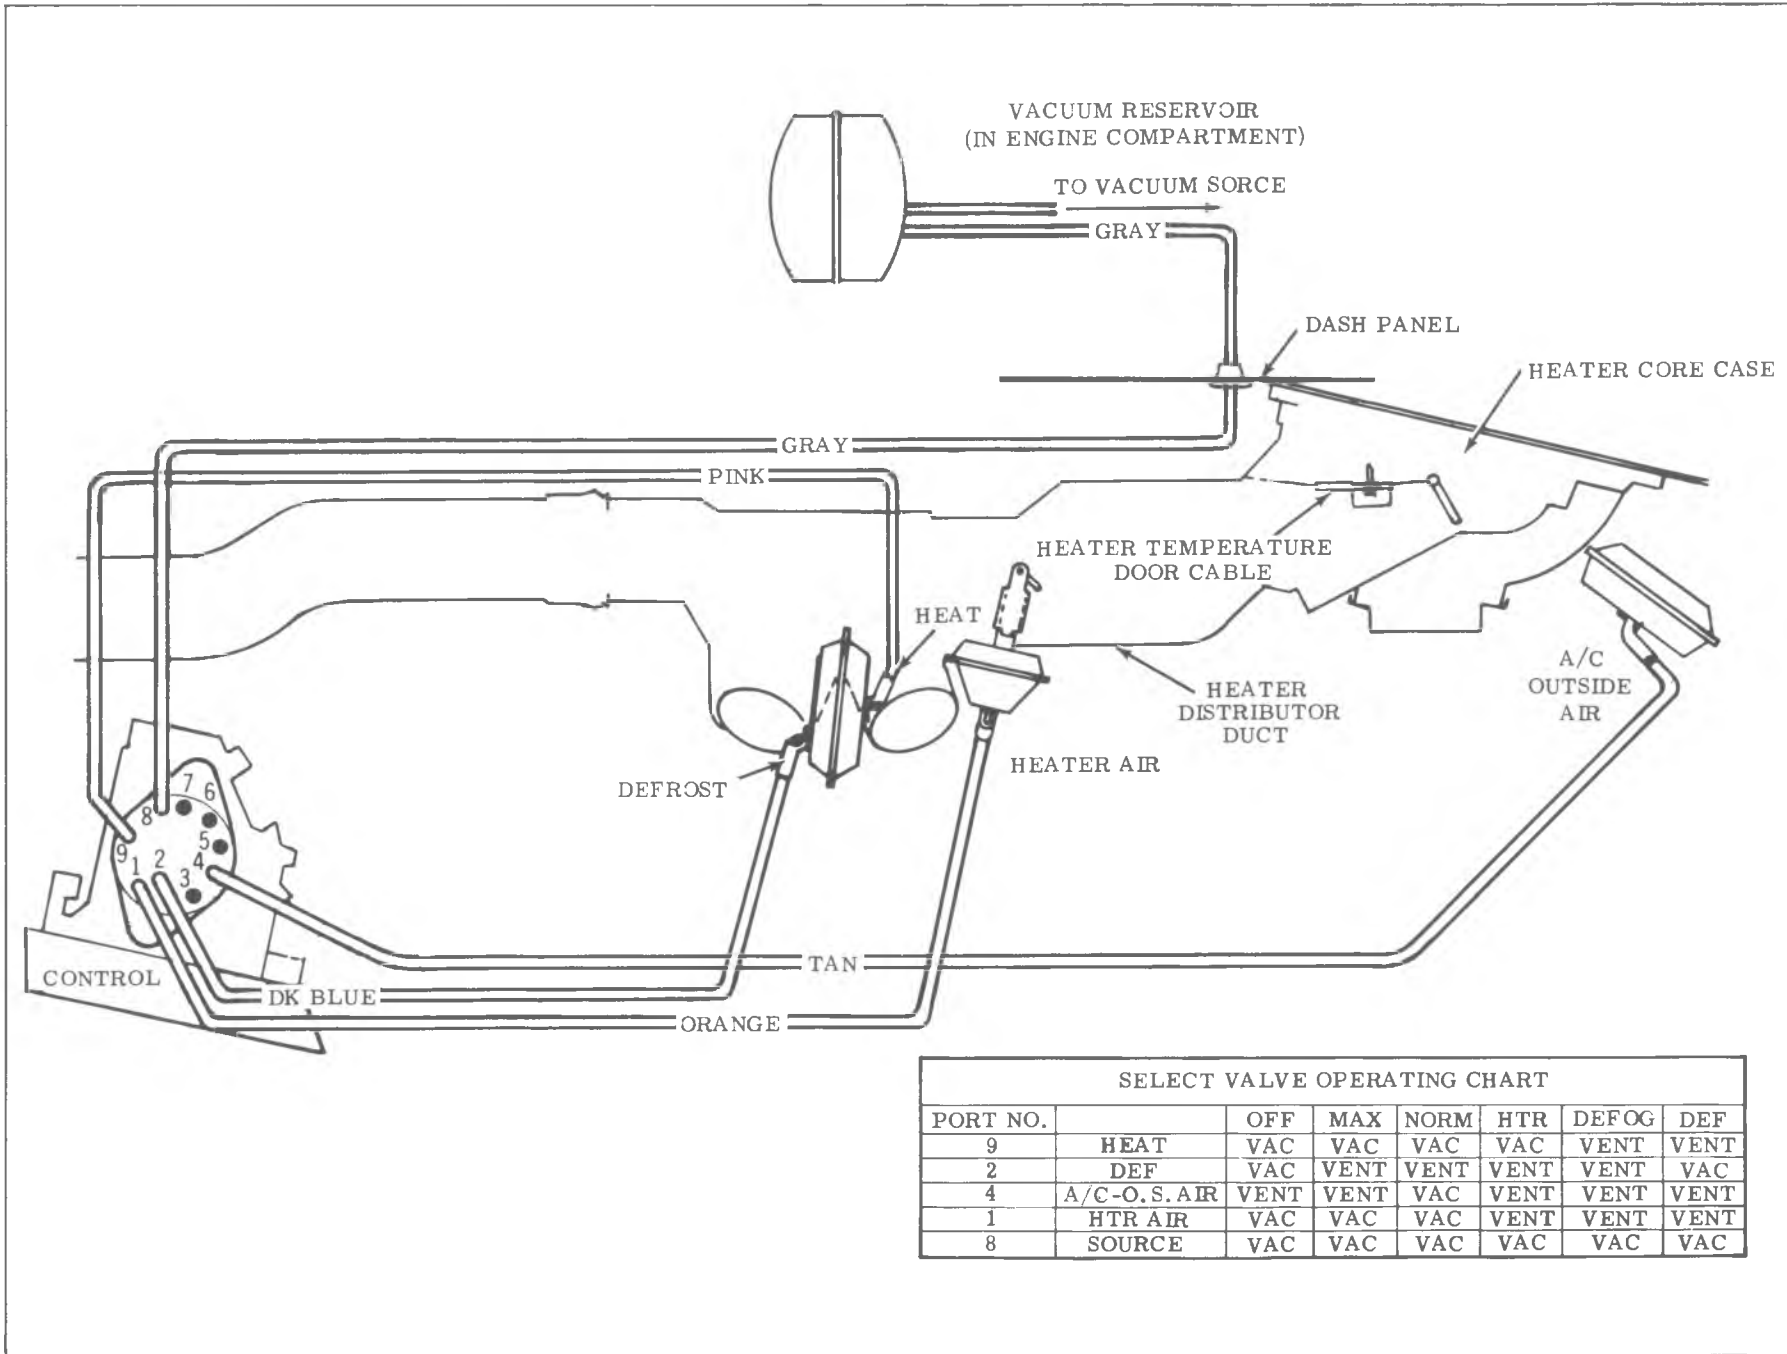 VACUUM RESERVOIR
(IN ENGINE COMPARTMENT)
TO VACUUM SORCE
GRAY
DASH PANEL
HEATER CORE CASE
GRAY
PINK
HEATER TEMPERATURE
DOOR CABLE
HEAT
A/C
OUTSIDE
AIR
HEATER
DISTRIBUTOR
DUCT
HEATER AIR
DEFROST
7
6
8
5
9
1
2
4
3
CONTROL
TAN
DK BLUE
ORANGE
SELECT VALVE OPERATING CHART
PORT NO. OFF MAX NORM HTR DEFOG DEF
9 HEAT VAC VAC VAC VAC VENT VENT
2 DEF VAC VENT VENT VENT VENT VAC
4 A/C-O.S.AIR VENT VENT VAC VENT VENT VENT
1 HTR AIR VAC VAC VAC VENT VENT VENT
8 SOURCE VAC VAC VAC VAC VAC VAC